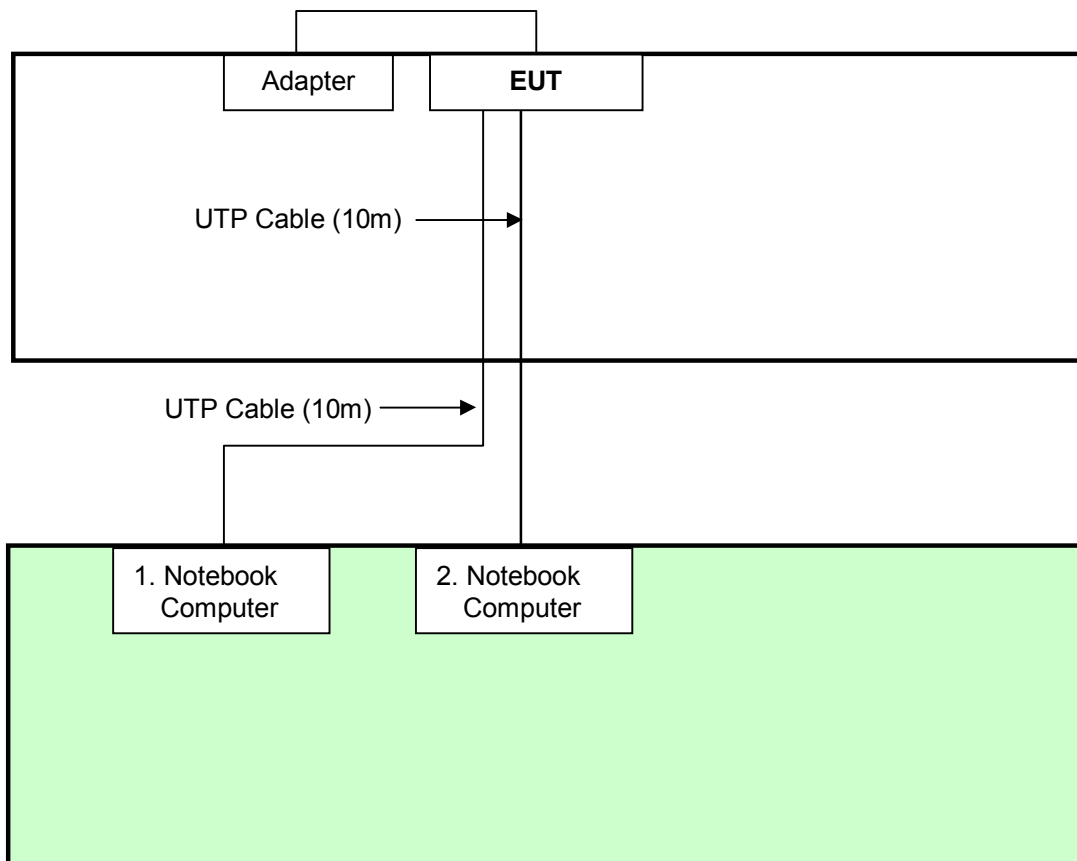 Adapter
EUT
UTP Cable (10m)
UTP Cable (10m)
1. Notebook
Computer
2. Notebook
Computer